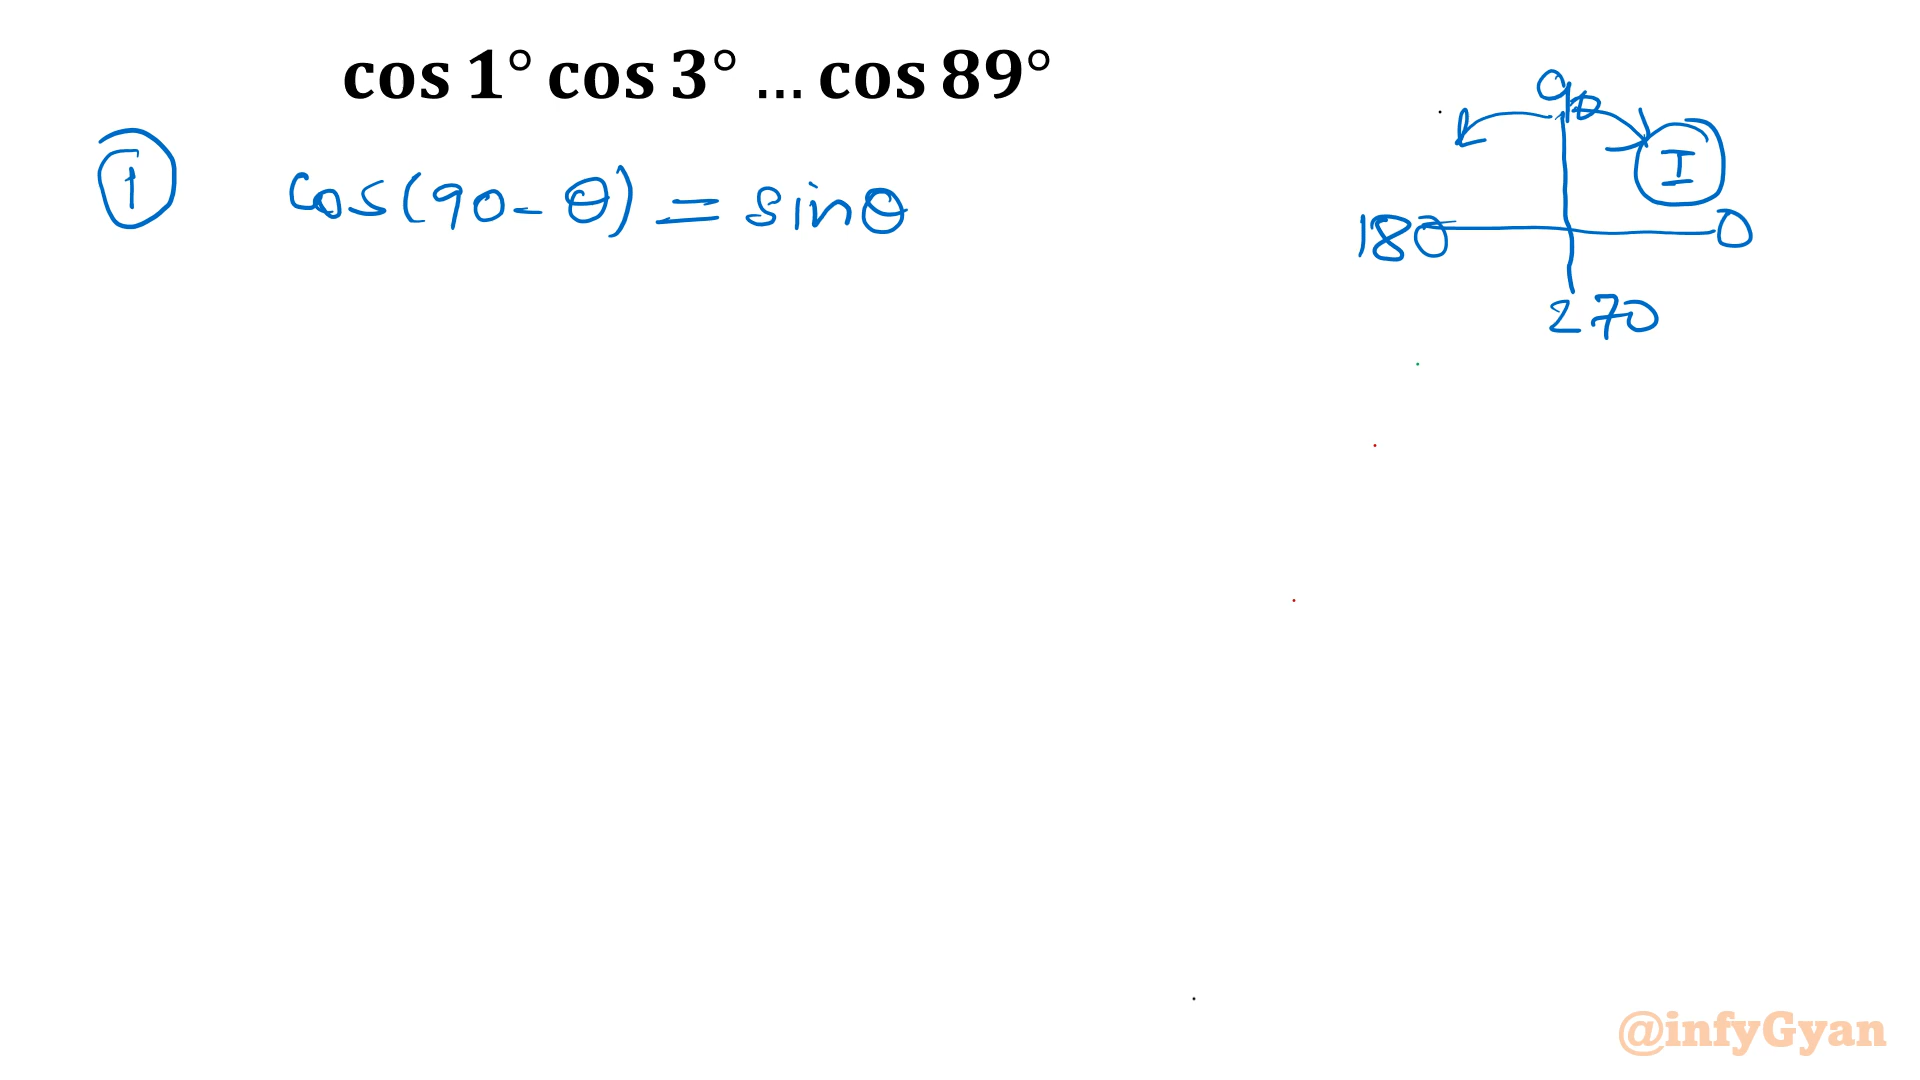 cos 1° cos 3° ... cos 89°
1
cos(90-θ) = sinθ
90
I
180
0
270
@infyGyan